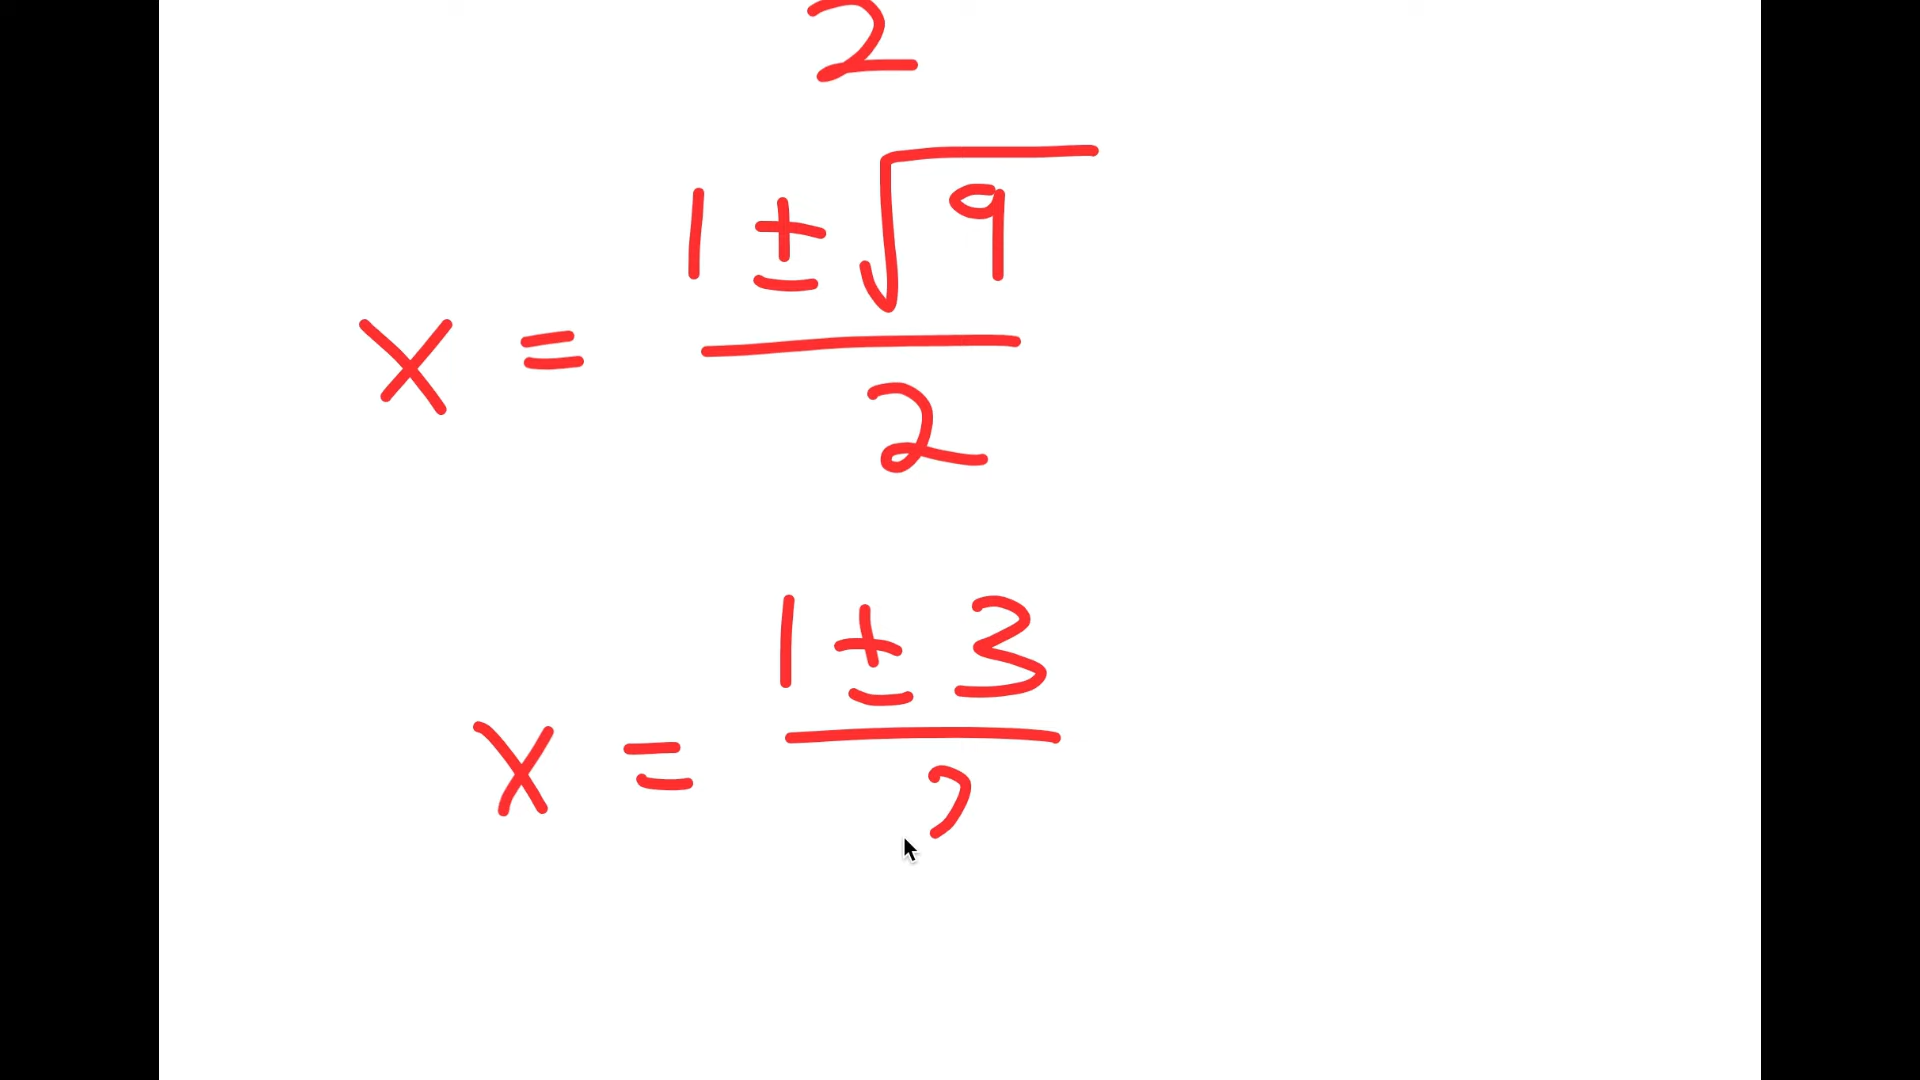 2
x = (1 ± √9) / 2
x = (1 ± 3) /